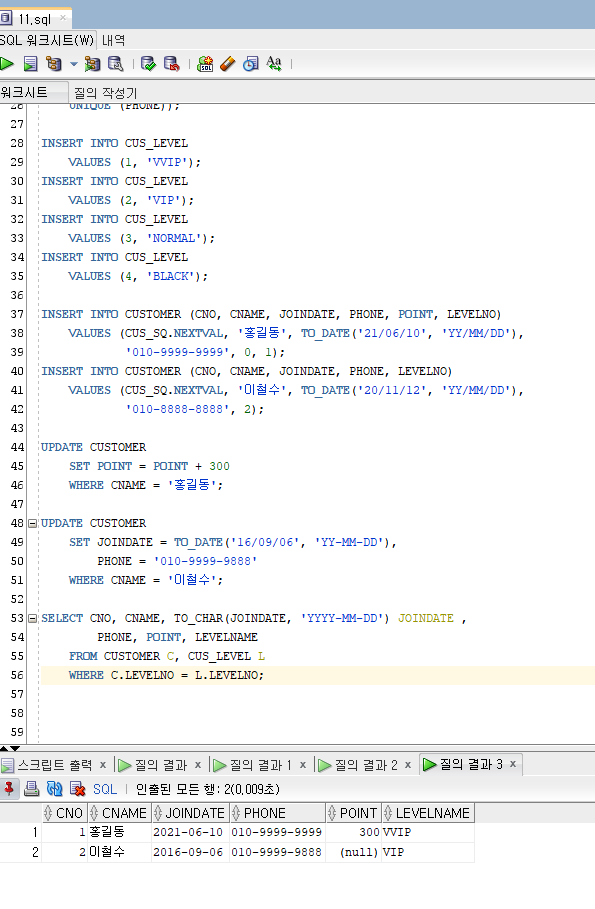 11.sql
SQL 워크시트(W) 내역
워크시트 질의 작성기
26 UNIQUE (PHONE));
27
28 INSERT INTO CUS_LEVEL
29 VALUES (1, 'VVIP');
30 INSERT INTO CUS_LEVEL
31 VALUES (2, 'VIP');
32 INSERT INTO CUS_LEVEL
33 VALUES (3, 'NORMAL');
34 INSERT INTO CUS_LEVEL
35 VALUES (4, 'BLACK');
36
37 INSERT INTO CUSTOMER (CNO, CNAME, JOINDATE, PHONE, POINT, LEVELNO)
38 VALUES (CUS_SQ.NEXTVAL, '홍길동', TO_DATE('21/06/10', 'YY/MM/DD'),
39 '010-9999-9999', 0, 1);
40 INSERT INTO CUSTOMER (CNO, CNAME, JOINDATE, PHONE, LEVELNO)
41 VALUES (CUS_SQ.NEXTVAL, '이철수', TO_DATE('20/11/12', 'YY/MM/DD'),
42 '010-8888-8888', 2);
43
44 UPDATE CUSTOMER
45 SET POINT = POINT + 300
46 WHERE CNAME = '홍길동';
47
48 UPDATE CUSTOMER
49 SET JOINDATE = TO_DATE('16/09/06', 'YY-MM-DD'),
50 PHONE = '010-9999-9888'
51 WHERE CNAME = '이철수';
52
53 SELECT CNO, CNAME, TO_CHAR(JOINDATE, 'YYYY-MM-DD') JOINDATE ,
54 PHONE, POINT, LEVELNAME
55 FROM CUSTOMER C, CUS_LEVEL L
56 WHERE C.LEVELNO = L.LEVELNO;
57
58
59
스크립트 출력 x 질의 결과 x 질의 결과 1 x 질의 결과 2 x 질의 결과 3 x
SQL 인출된 모든 행: 2(0,009초)
CNO CNAME JOINDATE PHONE POINT LEVELNAME
1 1 홍길동 2021-06-10 010-9999-9999 300 VVIP
2 2 이철수 2016-09-06 010-9999-9888 (null) VIP